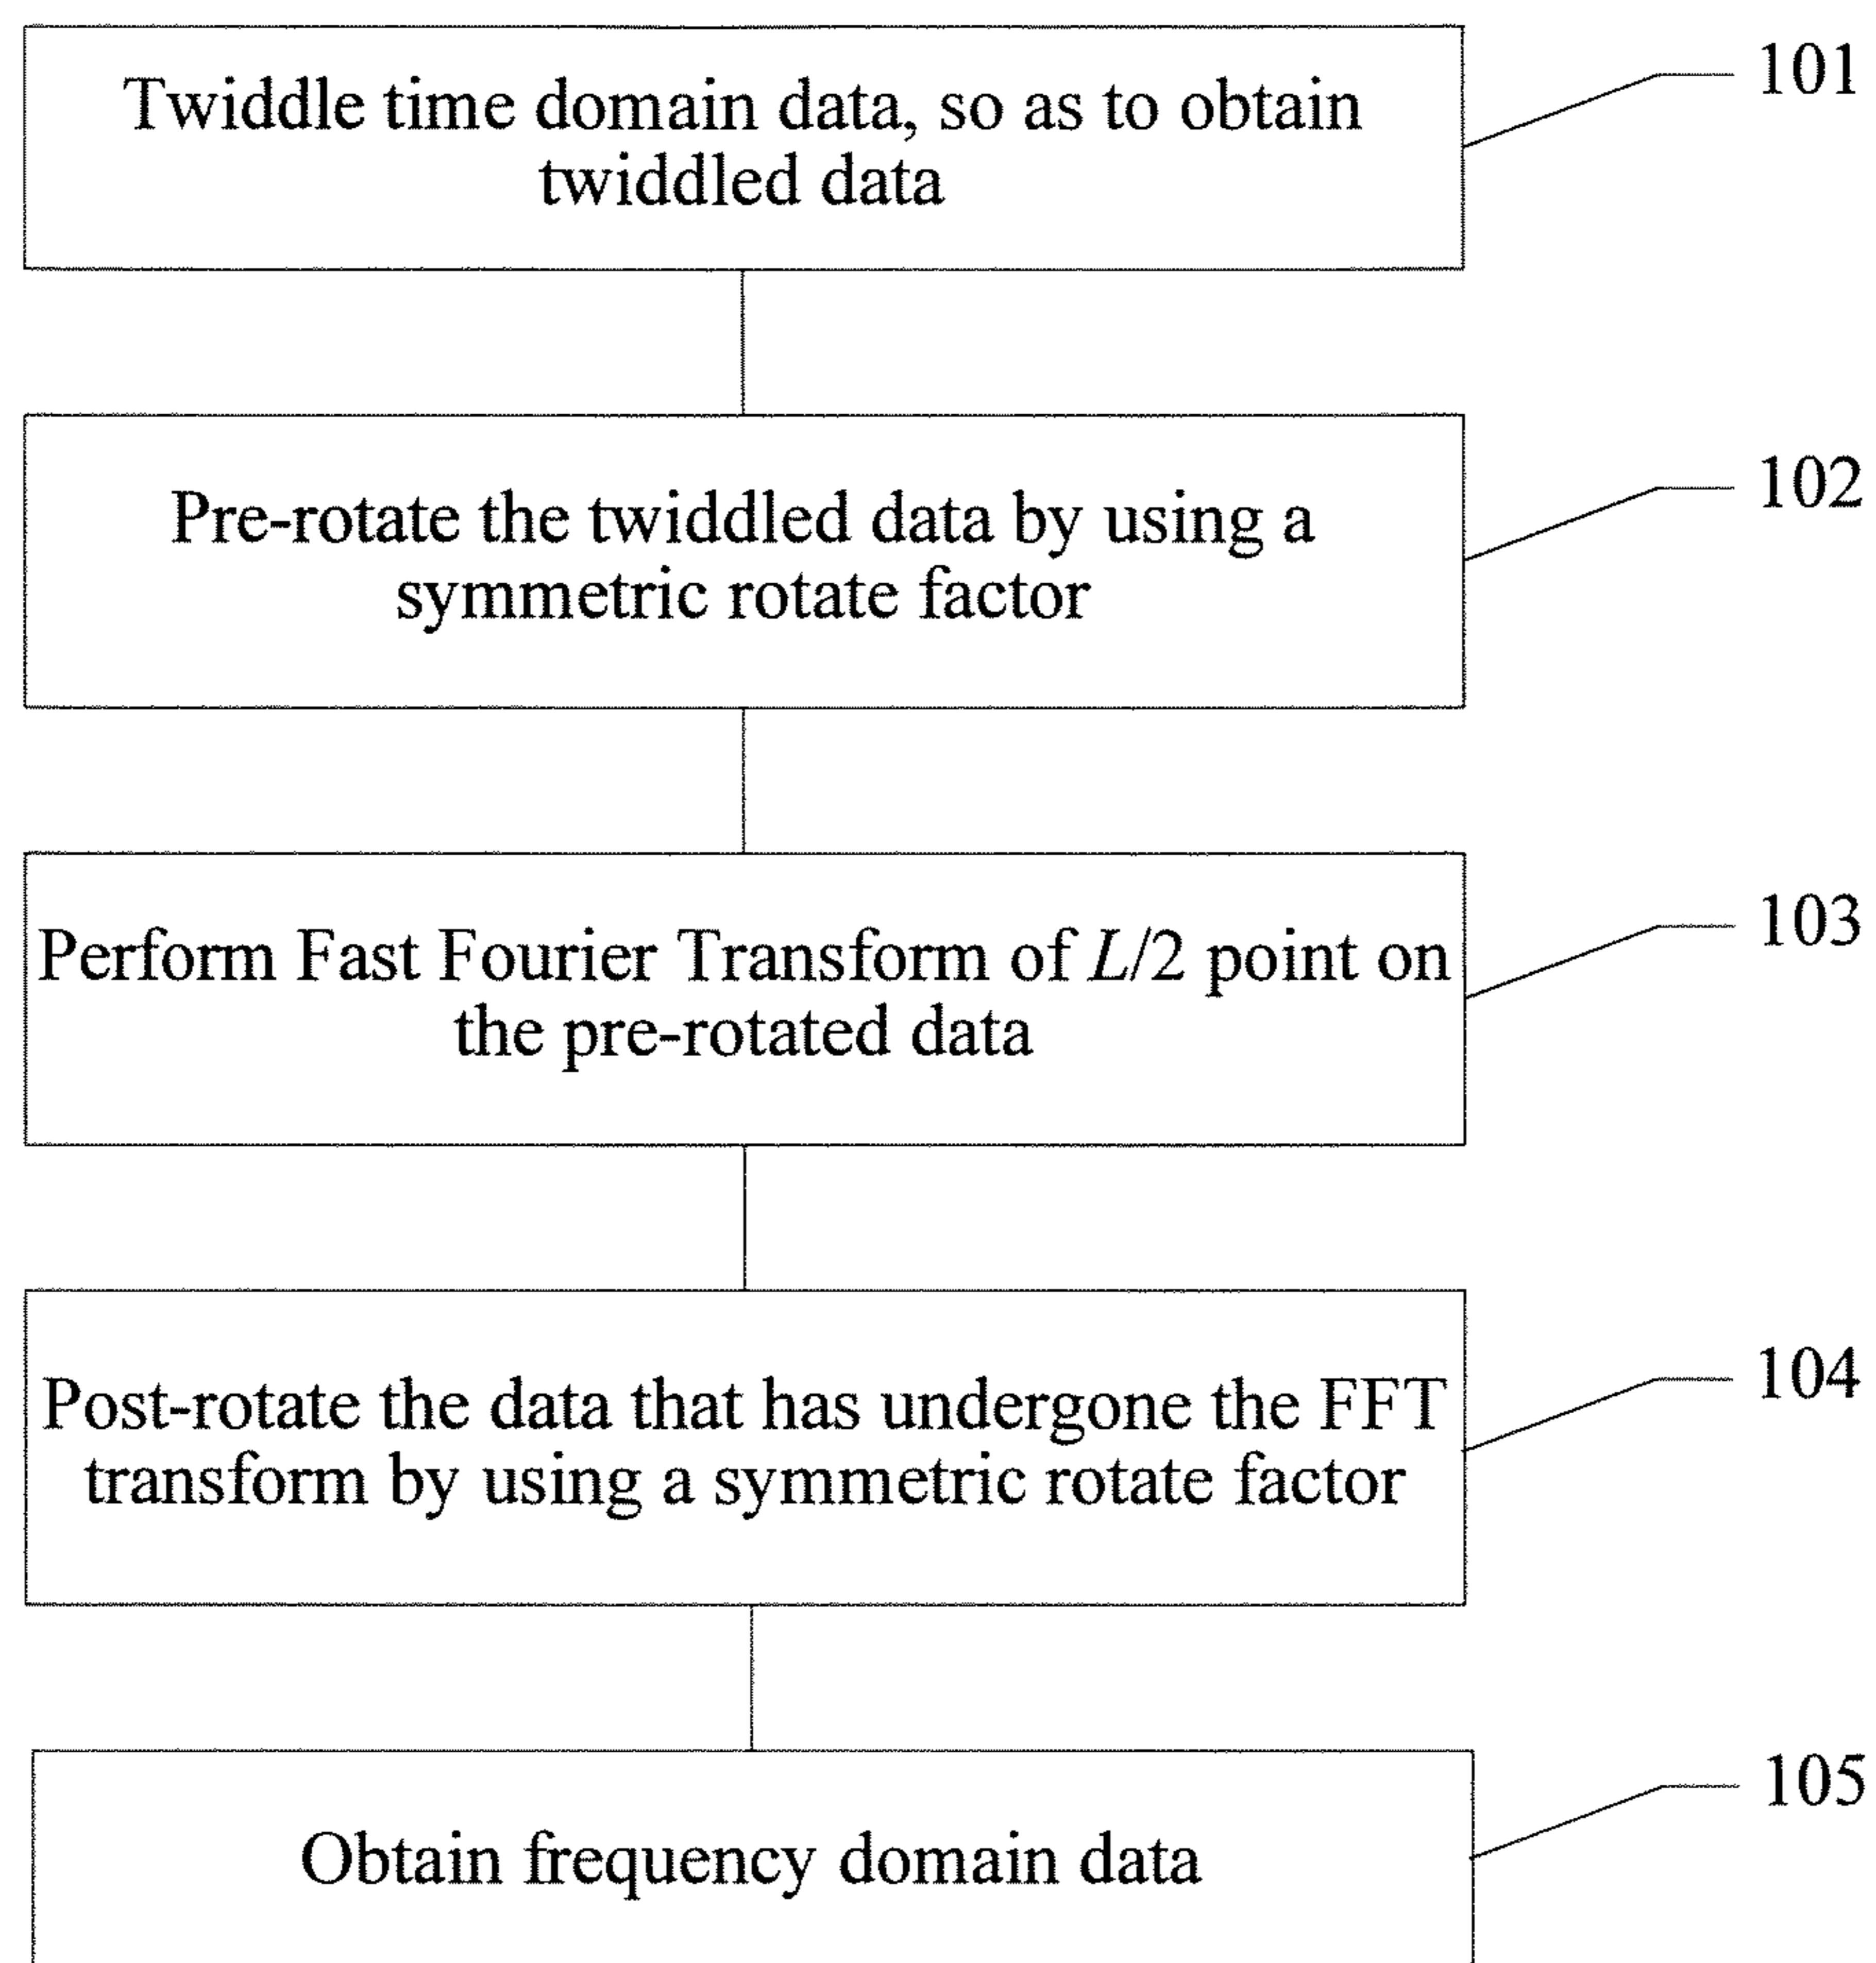 Twiddle time domain data, so as to obtain
twiddled data
101
Pre-rotate the twiddled data by using a
symmetric rotate factor
102
Perform Fast Fourier Transform of L/2 point on
the pre-rotated data
103
Post-rotate the data that has undergone the FFT
transform by using a symmetric rotate factor
104
Obtain frequency domain data
105